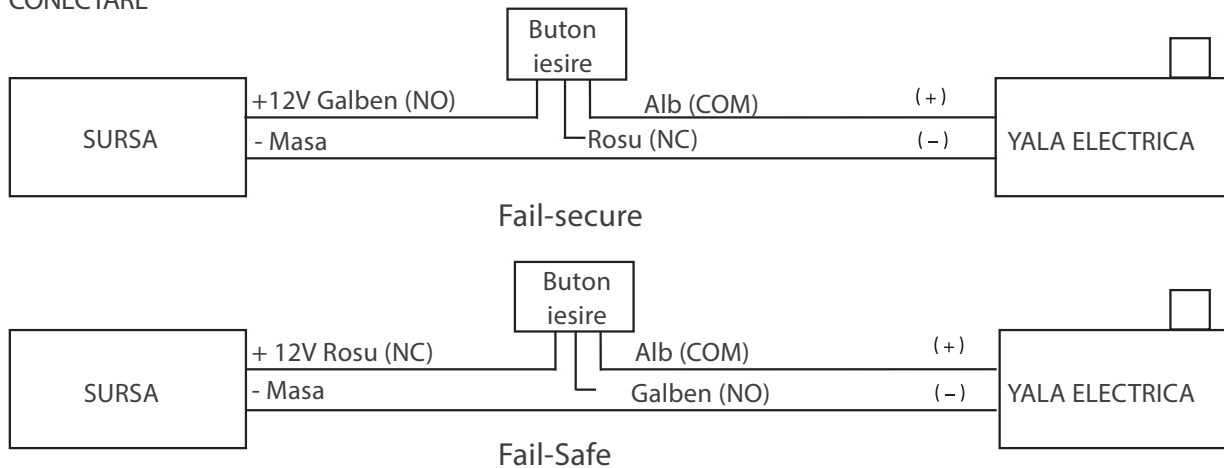 CONECTARE
Buton
iesire
+12V Galben (NO)
Alb (COM)
(+)
SURSA
- Masa
Rosu (NC)
(-)
YALA ELECTRICA
Fail-secure
Buton
iesire
+ 12V Rosu (NC)
Alb (COM)
(+)
SURSA
- Masa
Galben (NO)
(-)
YALA ELECTRICA
Fail-Safe